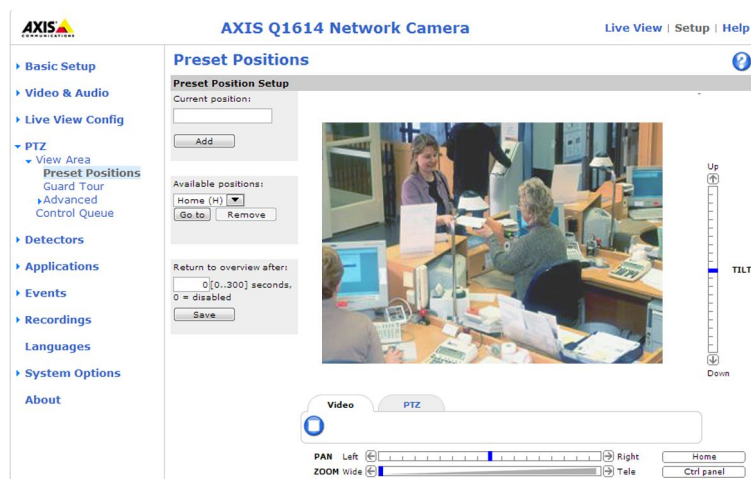 AXIS
COMMUNICATIONS
AXIS Q1614 Network Camera
Live View | Setup | Help
Basic Setup
Video & Audio
Live View Config
PTZ
View Area
Preset Positions
Guard Tour
Advanced
Control Queue
Detectors
Applications
Events
Recordings
Languages
System Options
About
Preset Positions
?
Preset Position Setup
Current position:
Add
Available positions:
Home (H)
Go to Remove
Return to overview after:
0 [0..300] seconds,
0 = disabled
Save
Up
TILT
Down
Video PTZ
PAN Left Right Home
ZOOM Wide Tele Ctrl panel